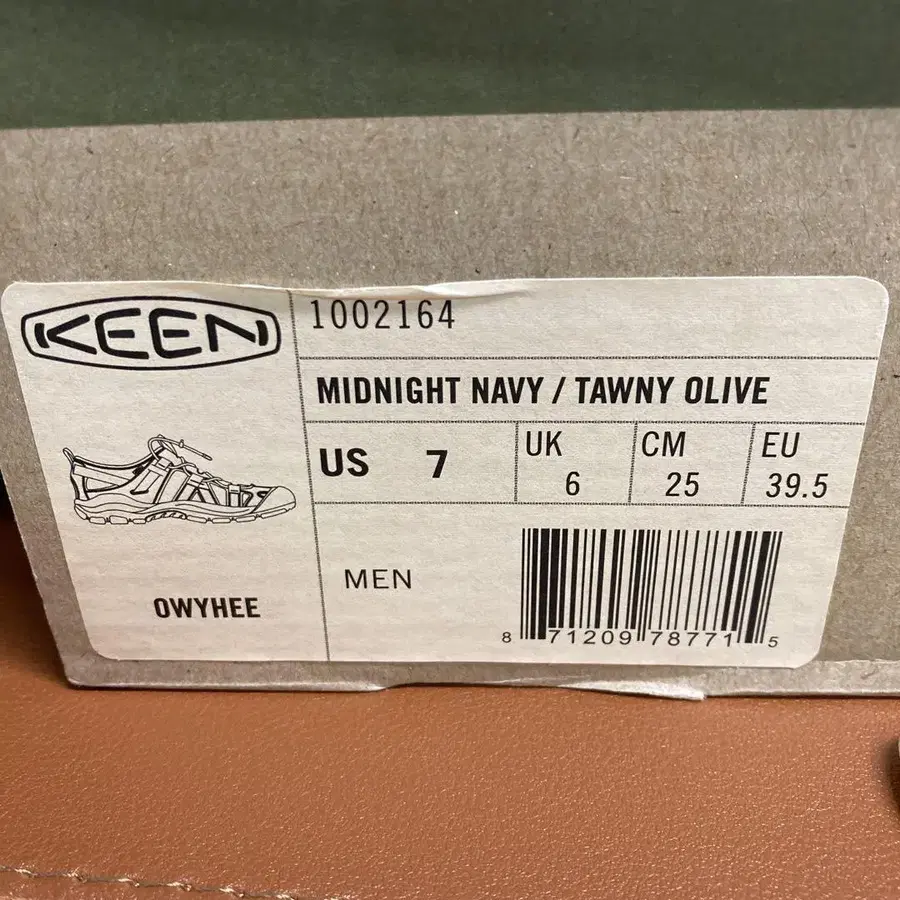 KEEN
1002164
MIDNIGHT NAVY / TAWNY OLIVE
US 7
UK
6
CM
25
EU
39.5
MEN
OWYHEE
8 71209 78771 5